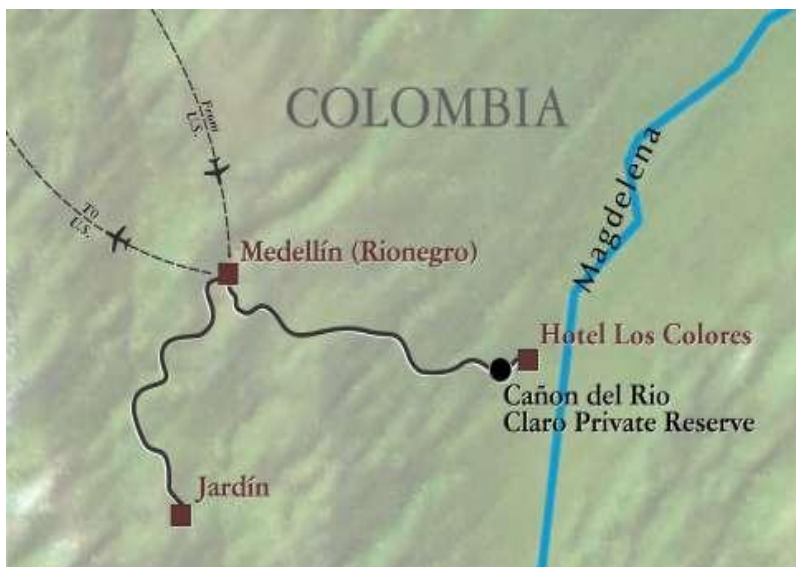 COLOMBIA
From
U.S.
To
U.S.
Magdelena
Medellín (Rionegro)
Hotel Los Colores
Cañon del Rio
Claro Private Reserve
Jardín